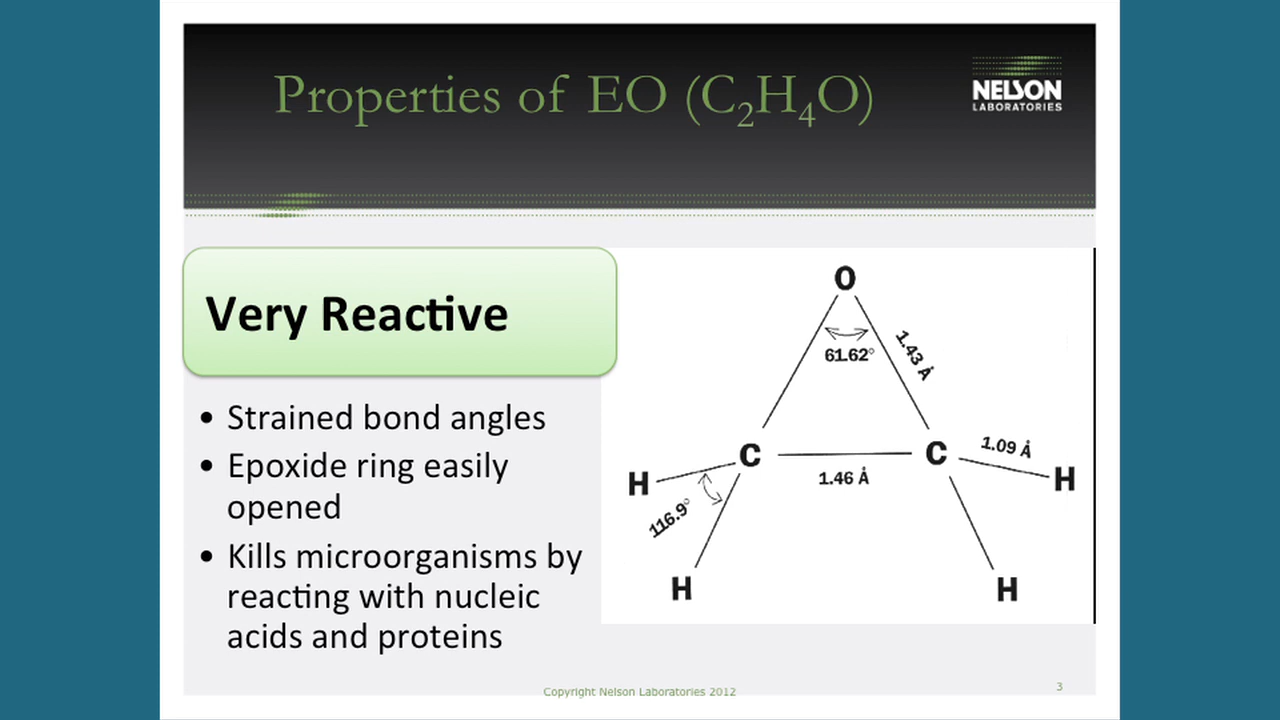 Properties of EO (C₂H₄O)
NELSON
LABORATORIES
Very Reactive
• Strained bond angles
• Epoxide ring easily
opened
• Kills microorganisms by
reacting with nucleic
acids and proteins
O
61.62°
1.43 Å
C
C
1.46 Å
1.09 Å
H
H
116.9°
H
H
Copyright Nelson Laboratories 2012
3